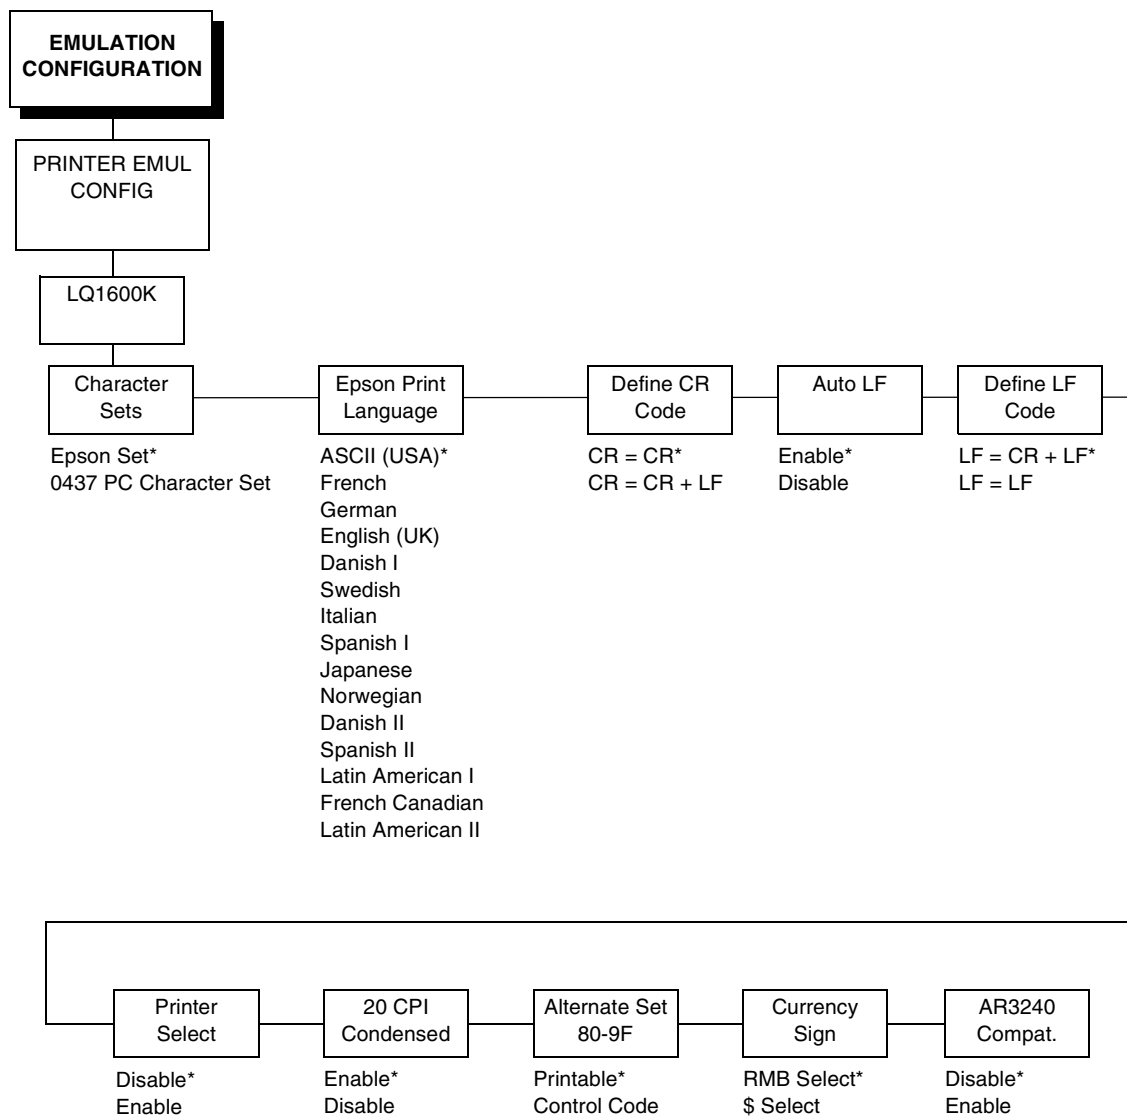 EMULATION
CONFIGURATION
PRINTER EMUL
CONFIG
LQ1600K
Character
Sets
Epson Set*
0437 PC Character Set
Epson Print
Language
ASCII (USA)*
French
German
English (UK)
Danish I
Swedish
Italian
Spanish I
Japanese
Norwegian
Danish II
Spanish II
Latin American I
French Canadian
Latin American II
Define CR
Code
CR = CR*
CR = CR + LF
Auto LF
Enable*
Disable
Define LF
Code
LF = CR + LF*
LF = LF
Printer
Select
Disable*
Enable
20 CPI
Condensed
Enable*
Disable
Alternate Set
80-9F
Printable*
Control Code
Currency
Sign
RMB Select*
$ Select
AR3240
Compat.
Disable*
Enable